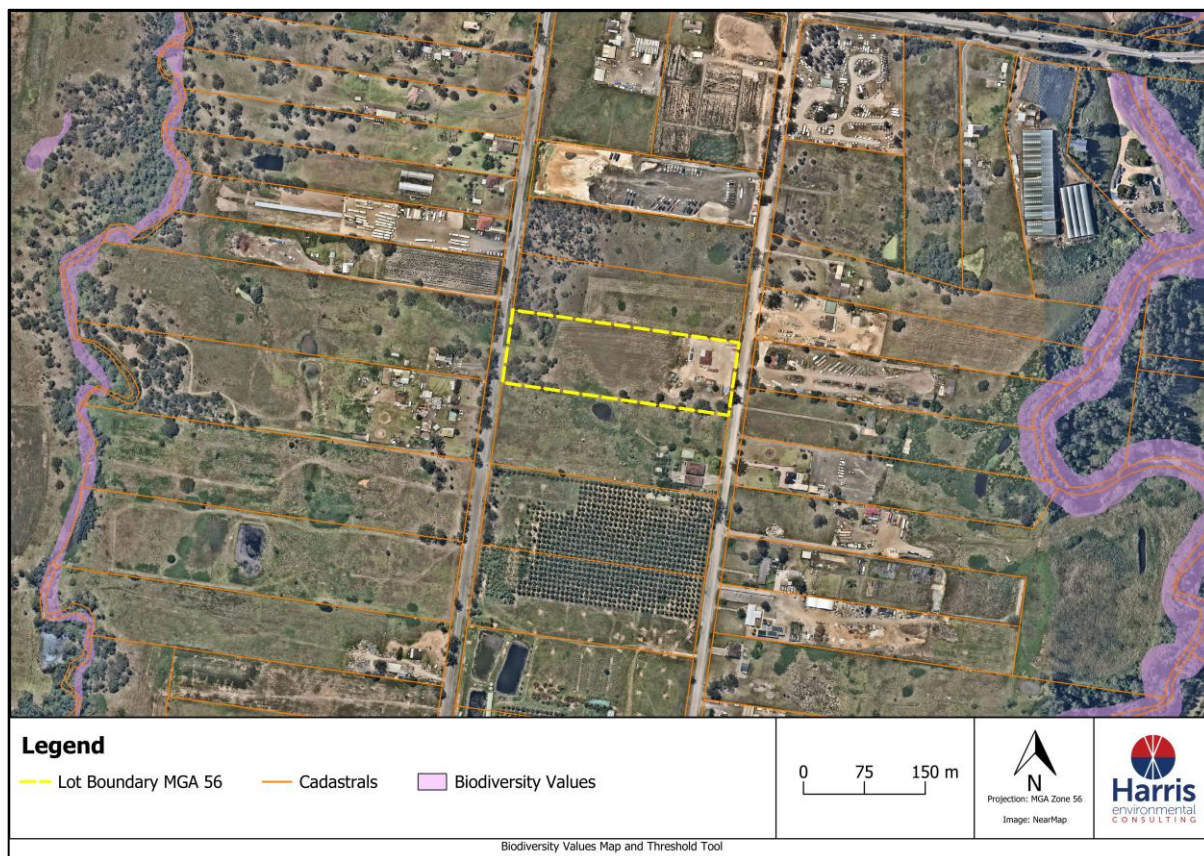 Legend
Lot Boundary MGA 56
Cadastrals
Biodiversity Values
0 75 150 m
N
Projection: MGA Zone 56
Image: NearMap
Harris
environmental
CONSULTING
Biodiversity Values Map and Threshold Tool